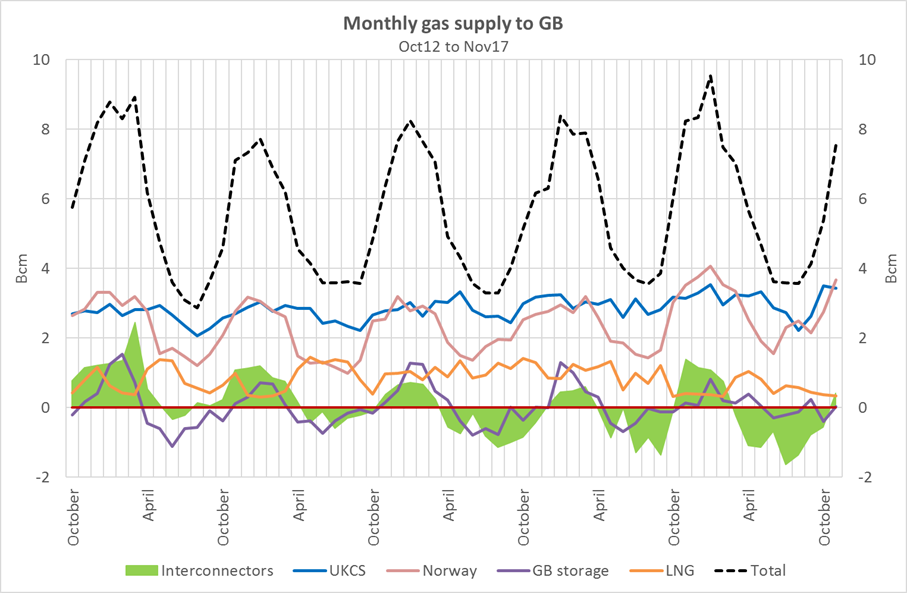 Monthly gas supply to GB
Oct12 to Nov17
10 10
8 8
6 6
4 4
2 2
0 0
-2 -2
Bcm Bcm
October April October April October April October April October April October
Interconnectors UKCS Norway GB storage LNG Total